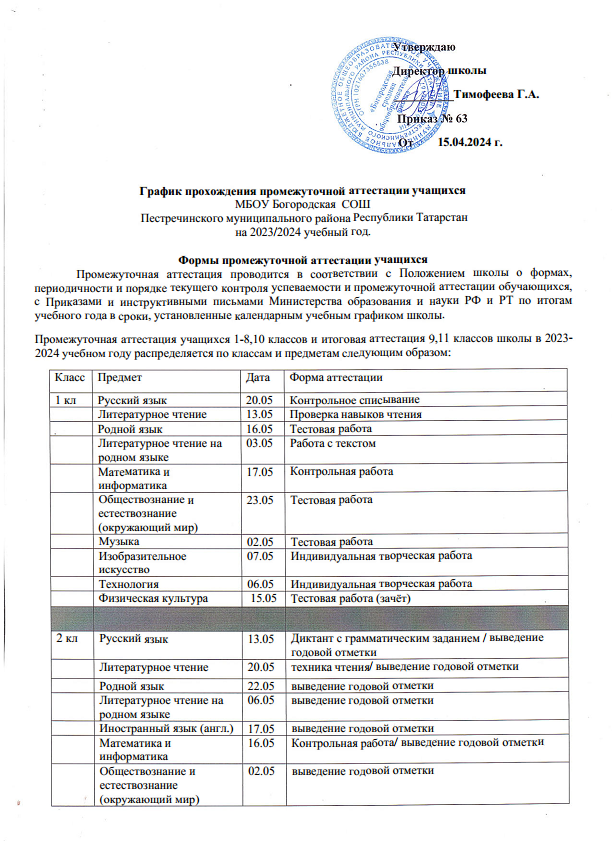 Утверждаю
Директор школы
Тимофеева Г.А.
Приказ № 63
От 15.04.2024 г.
График прохождения промежуточной аттестации учащихся
МБОУ Богородская СОШ
Пестречинского муниципального района Республики Татарстан
на 2023/2024 учебный год.
Формы промежуточной аттестации учащихся
Промежуточная аттестация проводится в соответствии с Положением школы о формах,
периодичности и порядке текущего контроля успеваемости и промежуточной аттестации обучающихся,
с Приказами и инструктивными письмами Министерства образования и науки РФ и РТ по итогам
учебного года в сроки, установленные календарным учебным графиком школы.
Промежуточная аттестация учащихся 1-8,10 классов и итоговая аттестация 9,11 классов школы в 2023-
2024 учебном году распределяется по классам и предметам следующим образом:
Класс Предмет Дата Форма аттестации
1 кл Русский язык 20.05 Контрольное списывание
Литературное чтение 13.05 Проверка навыков чтения
Родной язык 16.05 Тестовая работа
Литературное чтение на 03.05 Работа с текстом
родном языке
Математика и 17.05 Контрольная работа
информатика
Обществознание и 23.05 Тестовая работа
естествознание
(окружающий мир)
Музыка 02.05 Тестовая работа
Изобразительное 07.05 Индивидуальная творческая работа
искусство
Технология 06.05 Индивидуальная творческая работа
Физическая культура 15.05 Тестовая работа (зачёт)
2 кл Русский язык 13.05 Диктант с грамматическим заданием / выведение
годовой отметки
Литературное чтение 20.05 техника чтения/ выведение годовой отметки
Родной язык 22.05 выведение годовой отметки
Литературное чтение на 06.05 выведение годовой отметки
родном языке
Иностранный язык (англ.) 17.05 выведение годовой отметки
Математика и 16.05 Контрольная работа/ выведение годовой отметки
информатика
Обществознание и 02.05 выведение годовой отметки
естествознание
(окружающий мир)